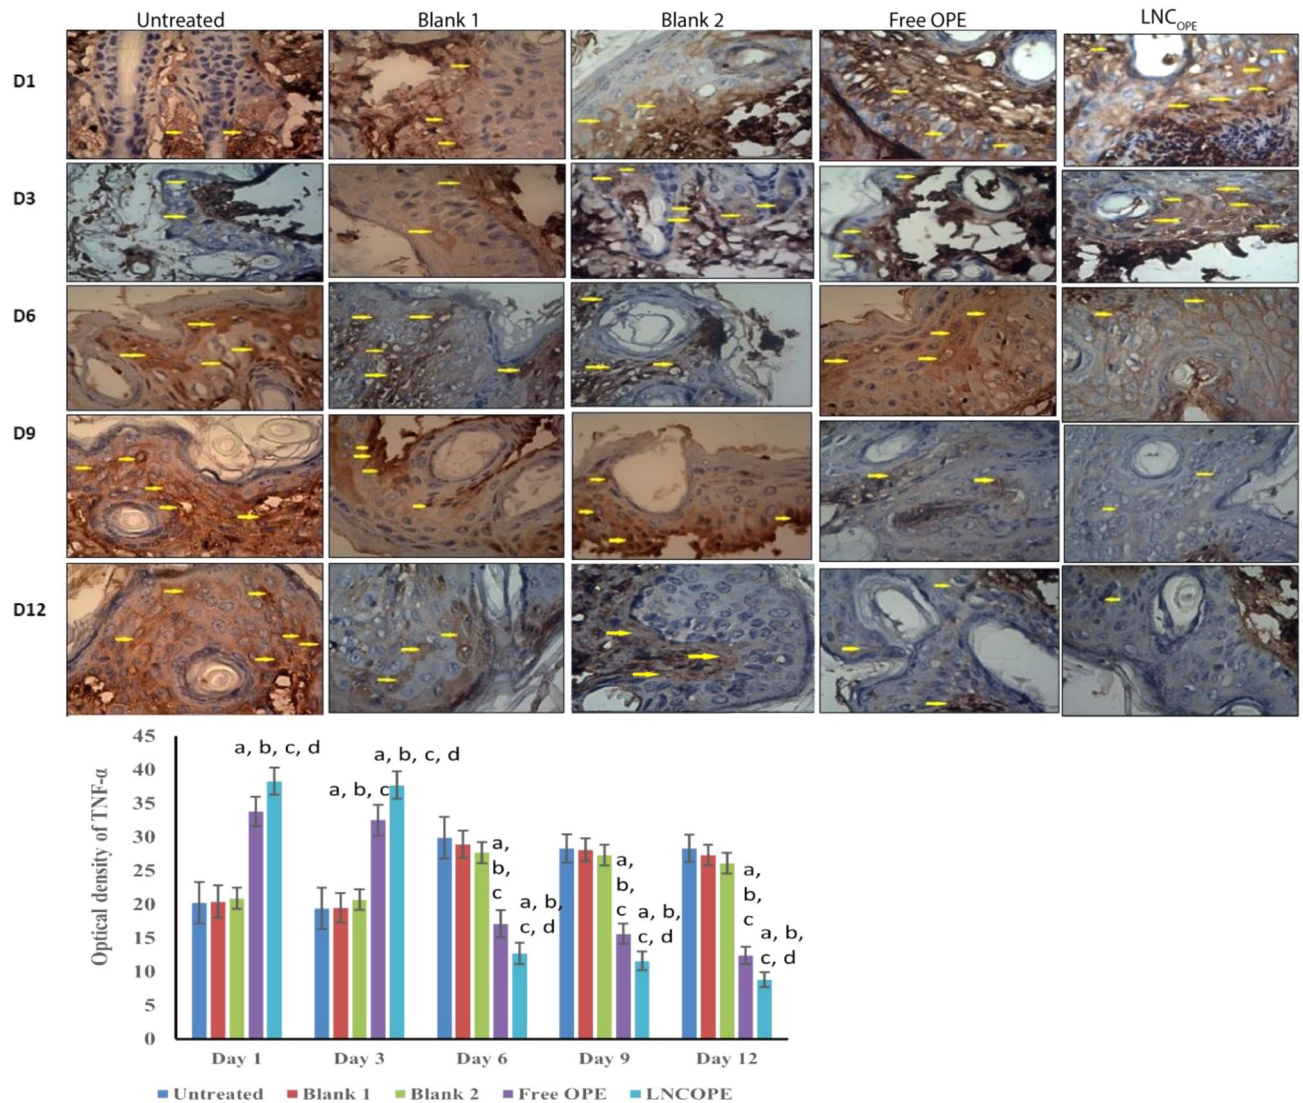 Untreated Blank 1 Blank 2 Free OPE LNCOPE
D1
D3
D6
D9
D12
45
40
35
30
25
20
15
10
5
0
Optical density of TNF-α
a, b, c, d
a, b, c
a, b, c, d
a,
b,
c
a, b,
c, d
a,
b,
c
a, b,
c, d
a,
b,
c
a, b,
c, d
Day 1 Day 3 Day 6 Day 9 Day 12
Untreated Blank 1 Blank 2 Free OPE LNCOPE